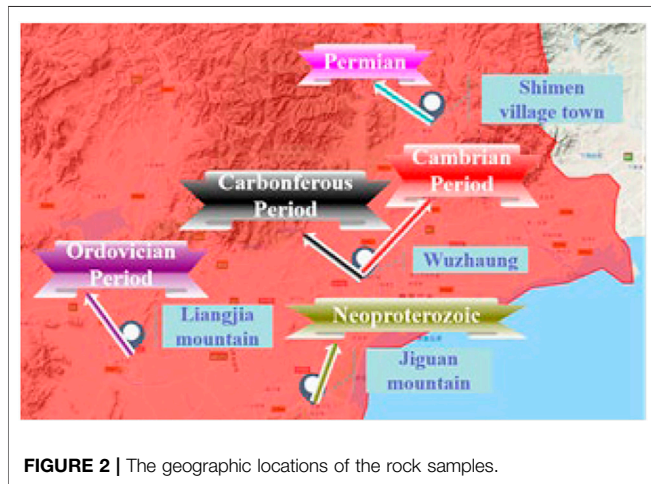 Permian
Shimen
village town
Cambrian
Period
Carbonferous
Period
Ordovician
Period
Wuzhaung
Liangjia
mountain
Neoproterozoic
Jiguan
mountain
FIGURE 2 | The geographic locations of the rock samples.